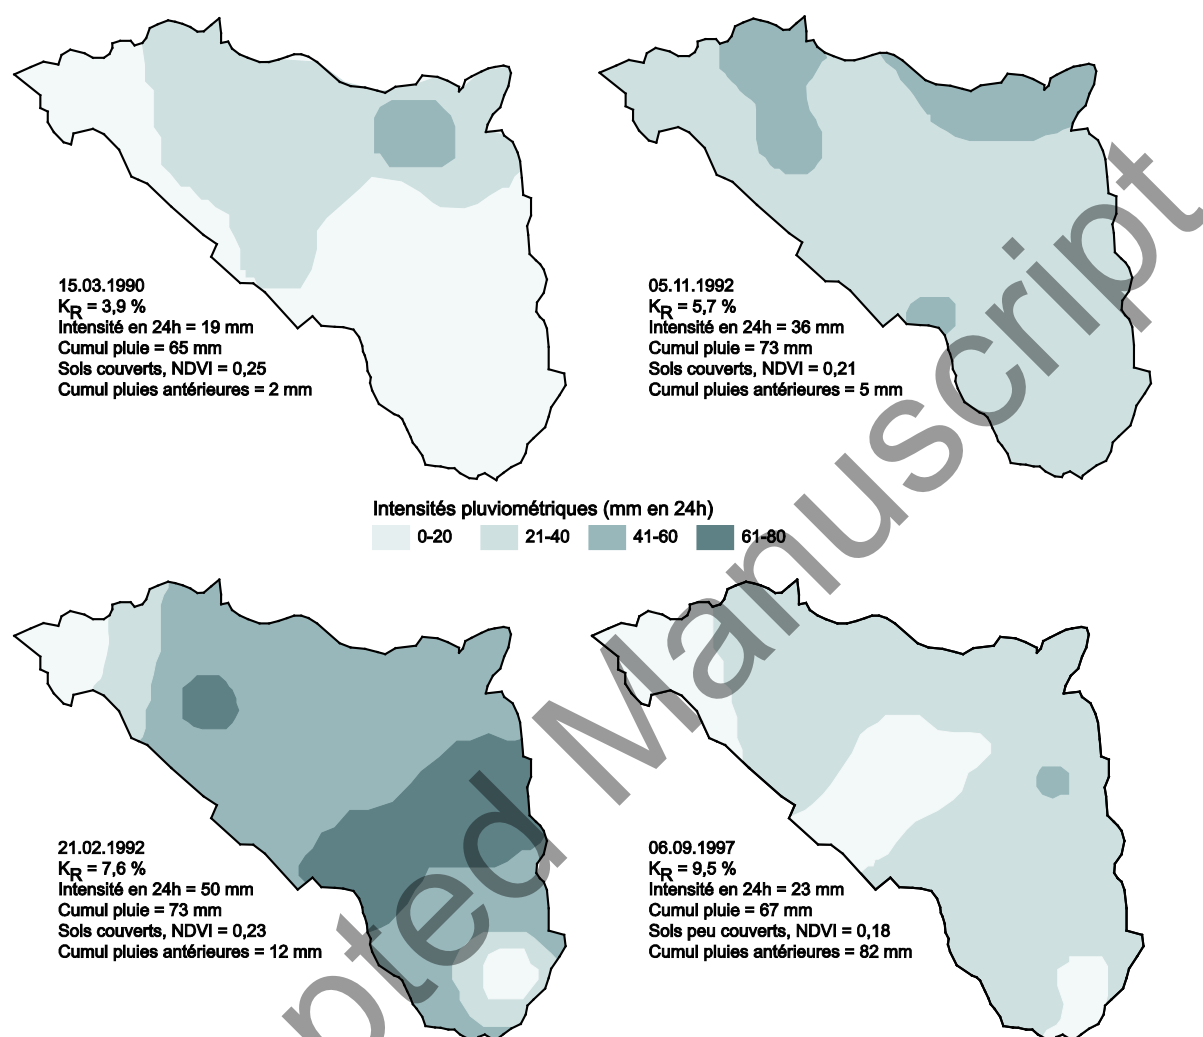 15.03.1990
KR = 3,9 %
Intensité en 24h = 19 mm
Cumul pluie = 65 mm
Sols couverts, NDVI = 0,25
Cumul pluies antérieures = 2 mm
05.11.1992
KR = 5,7 %
Intensité en 24h = 36 mm
Cumul pluie = 73 mm
Sols couverts, NDVI = 0,21
Cumul pluies antérieures = 5 mm
Intensités pluviométriques (mm en 24h)
0-20 21-40 41-60 61-80
21.02.1992
KR = 7,6 %
Intensité en 24h = 50 mm
Cumul pluie = 73 mm
Sols couverts, NDVI = 0,23
Cumul pluies antérieures = 12 mm
06.09.1997
KR = 9,5 %
Intensité en 24h = 23 mm
Cumul pluie = 67 mm
Sols peu couverts, NDVI = 0,18
Cumul pluies antérieures = 82 mm
pted Manuscript